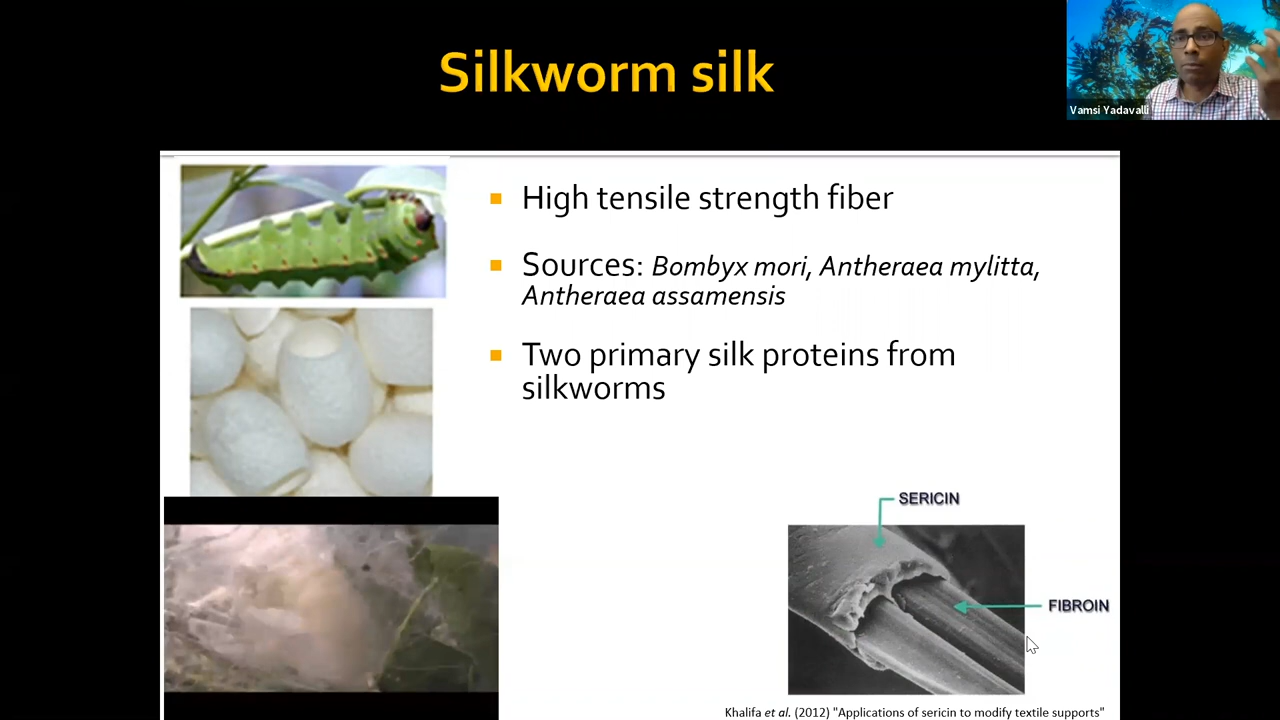 Silkworm silk
Vamsi Yadavalli
High tensile strength fiber
Sources: Bombyx mori, Antheraea mylitta,
Antheraea assamensis
Two primary silk proteins from
silkworms
SERICIN
FIBROIN
Khalifa et al. (2012) "Applications of sericin to modify textile supports"